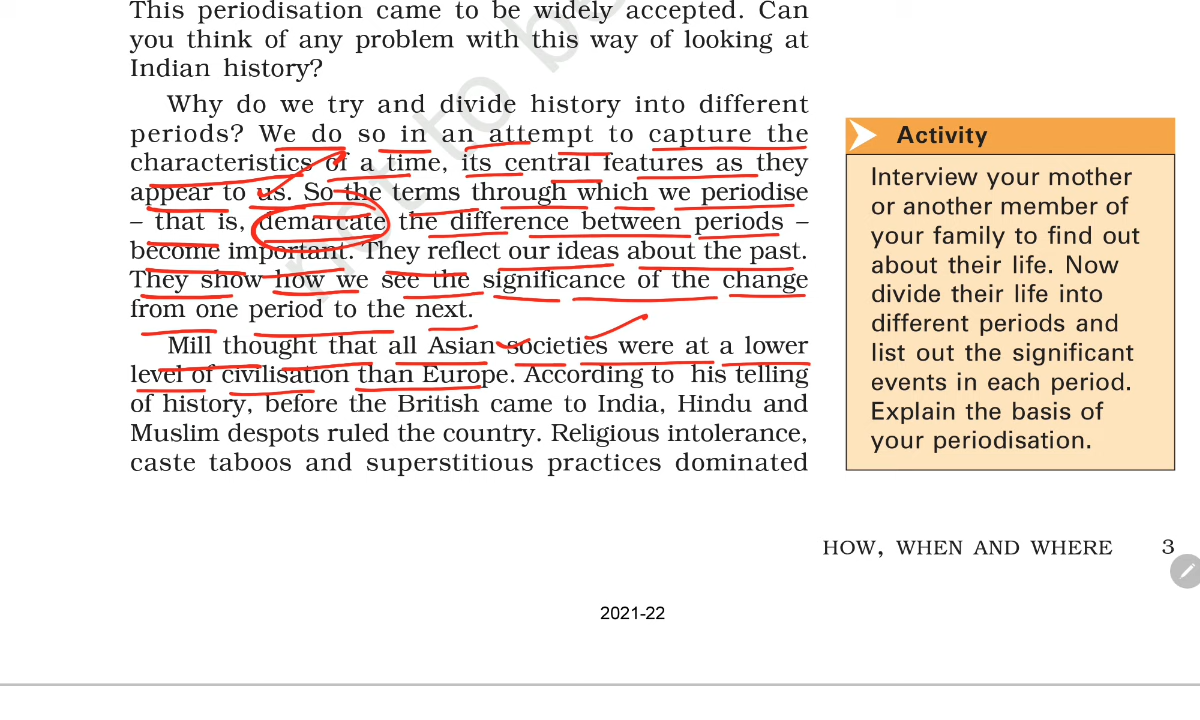 This periodisation came to be widely accepted. Can
you think of any problem with this way of looking at
Indian history?
Why do we try and divide history into different
periods? We do so in an attempt to capture the
characteristics of a time, its central features as they
appear to us. So the terms through which we periodise
– that is, demarcate the difference between periods –
become important. They reflect our ideas about the past.
They show how we see the significance of the change
from one period to the next.
Mill thought that all Asian societies were at a lower
level of civilisation than Europe. According to his telling
of history, before the British came to India, Hindu and
Muslim despots ruled the country. Religious intolerance,
caste taboos and superstitious practices dominated
Activity
Interview your mother
or another member of
your family to find out
about their life. Now
divide their life into
different periods and
list out the significant
events in each period.
Explain the basis of
your periodisation.
HOW, WHEN AND WHERE 3
2021-22
not to be